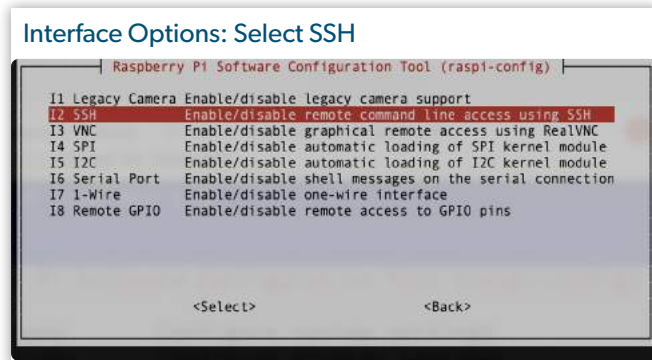 Interface Options: Select SSH
Raspberry Pi Software Configuration Tool (raspi-config)
I1 Legacy Camera Enable/disable legacy camera support
I2 SSH Enable/disable remote command line access using SSH
I3 VNC Enable/disable graphical remote access using RealVNC
I4 SPI Enable/disable automatic loading of SPI kernel module
I5 I2C Enable/disable automatic loading of I2C kernel module
I6 Serial Port Enable/disable shell messages on the serial connection
I7 1-Wire Enable/disable one-wire interface
I8 Remote GPIO Enable/disable remote access to GPIO pins
<Select> <Back>